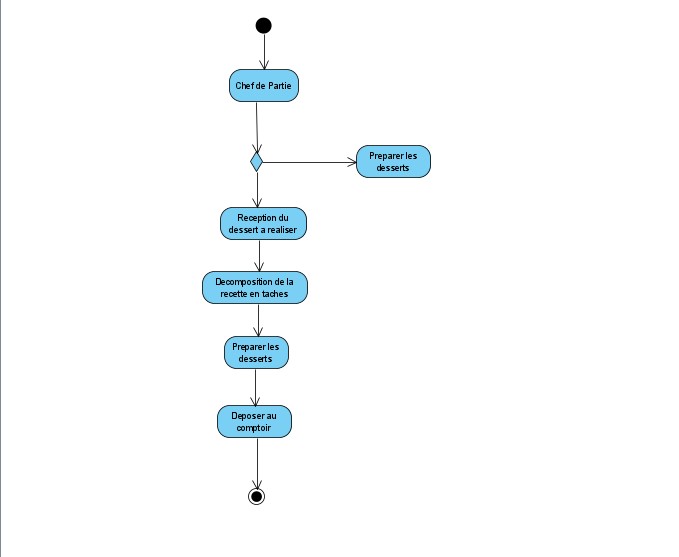 Chef de Partie
Preparer les
desserts
Reception du
dessert a realiser
Decomposition de la
recette en taches
Preparer les
desserts
Deposer au
comptoir